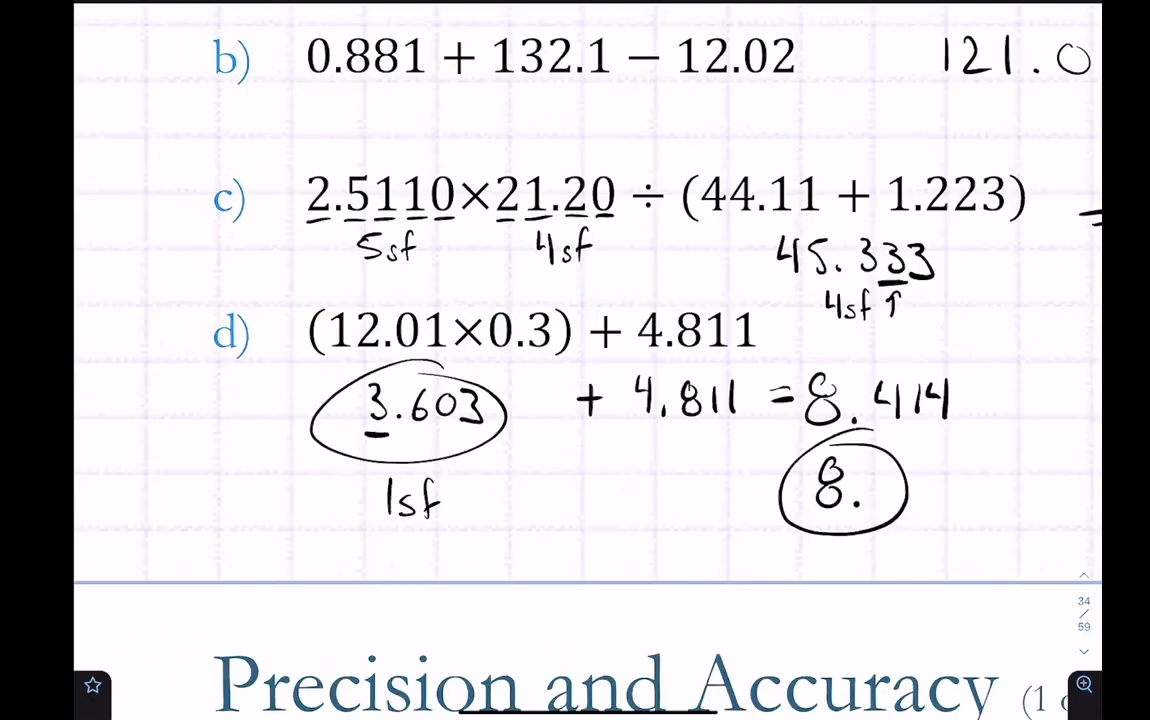 b) 0.881 + 132.1 − 12.02 121.0
c) 2.5110×21.20 ÷ (44.11 + 1.223) =
5sf 4sf 45.333
4sf ↑
d) (12.01×0.3) + 4.811
3.603 + 4.811 = 8.414
1sf 8.
34
/
59
Precision and Accuracy (1